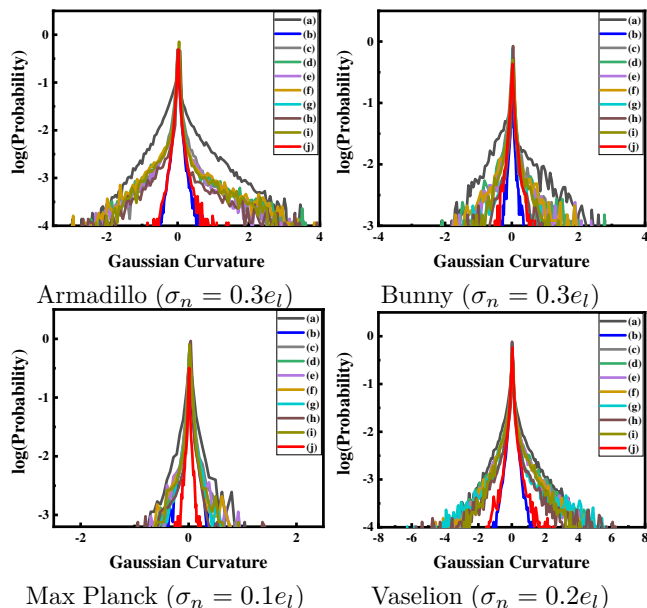 (a)
(b)
(c)
(d)
(e)
(f)
(g)
(h)
(i)
(j)
0
-1
-2
-3
-4
log(Probability)
-4 -2 0 2 4
Gaussian Curvature
Armadillo (σn = 0.3el)
(a)
(b)
(c)
(d)
(e)
(f)
(g)
(h)
(i)
(j)
0
-1
-2
-3
log(Probability)
-4 -2 0 2 4
Gaussian Curvature
Bunny (σn = 0.3el)
(a)
(b)
(c)
(d)
(e)
(f)
(g)
(h)
(i)
(j)
0
-1
-2
-3
log(Probability)
-2 0 2
Gaussian Curvature
Max Planck (σn = 0.1el)
(a)
(b)
(c)
(d)
(e)
(f)
(g)
(h)
(i)
(j)
0
-1
-2
-3
-4
log(Probability)
-8 -6 -4 -2 0 2 4 6 8
Gaussian Curvature
Vaselion (σn = 0.2el)